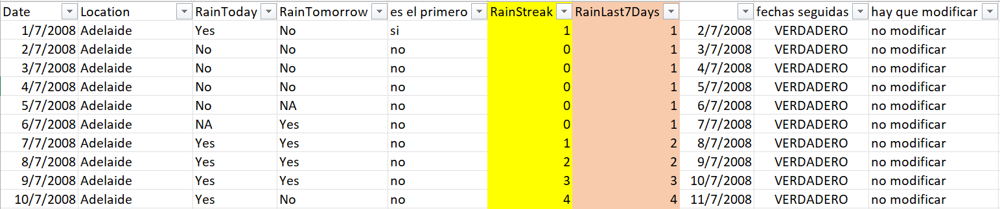 Date Location RainToday RainTomorrow es el primero RainStreak RainLast7Days fechas seguidas hay que modificar
1/7/2008 Adelaide Yes No si 1 1 2/7/2008 VERDADERO no modificar
2/7/2008 Adelaide No No no 0 1 3/7/2008 VERDADERO no modificar
3/7/2008 Adelaide No No no 0 1 4/7/2008 VERDADERO no modificar
4/7/2008 Adelaide No No no 0 1 5/7/2008 VERDADERO no modificar
5/7/2008 Adelaide No NA no 0 1 6/7/2008 VERDADERO no modificar
6/7/2008 Adelaide NA Yes no 0 1 7/7/2008 VERDADERO no modificar
7/7/2008 Adelaide Yes Yes no 1 2 8/7/2008 VERDADERO no modificar
8/7/2008 Adelaide Yes Yes no 2 2 9/7/2008 VERDADERO no modificar
9/7/2008 Adelaide Yes Yes no 3 3 10/7/2008 VERDADERO no modificar
10/7/2008 Adelaide Yes No no 4 4 11/7/2008 VERDADERO no modificar